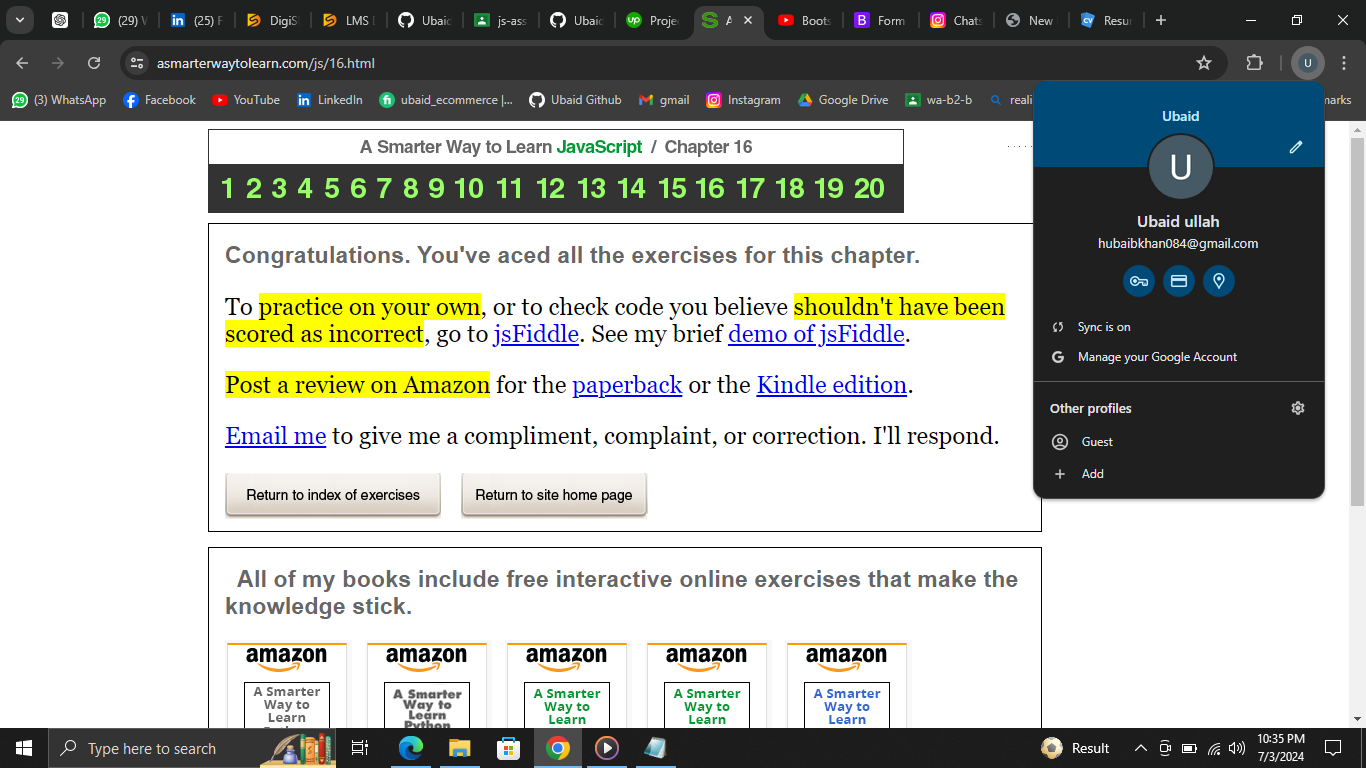 (29) W
(25) F
DigiS
LMS
Ubaid
js-ass
Ubaid
Proje
A
Boots
Form
Chats
New
Resur
asmarterwaytolearn.com/js/16.html
U
29 (3) WhatsApp
Facebook
YouTube
LinkedIn
ubaid_ecommerce |...
Ubaid Github
gmail
Instagram
Google Drive
wa-b2-b
reali
marks
A Smarter Way to Learn JavaScript / Chapter 16
1 2 3 4 5 6 7 8 9 10 11 12 13 14 15 16 17 18 19 20
Congratulations. You've aced all the exercises for this chapter.
To practice on your own, or to check code you believe shouldn't have been
scored as incorrect, go to jsFiddle. See my brief demo of jsFiddle.
Post a review on Amazon for the paperback or the Kindle edition.
Email me to give me a compliment, complaint, or correction. I'll respond.
Return to index of exercises
Return to site home page
All of my books include free interactive online exercises that make the
knowledge stick.
amazon
A Smarter
Way to
Learn
amazon
A Smarter
Way to
Learn
Python
amazon
A Smarter
Way to
Learn
amazon
A Smarter
Way to
Learn
amazon
A Smarter
Way to
Learn
Ubaid
U
Ubaid ullah
hubaibkhan084@gmail.com
Sync is on
Manage your Google Account
Other profiles
Guest
Add
Type here to search
Result
10:35 PM
7/3/2024